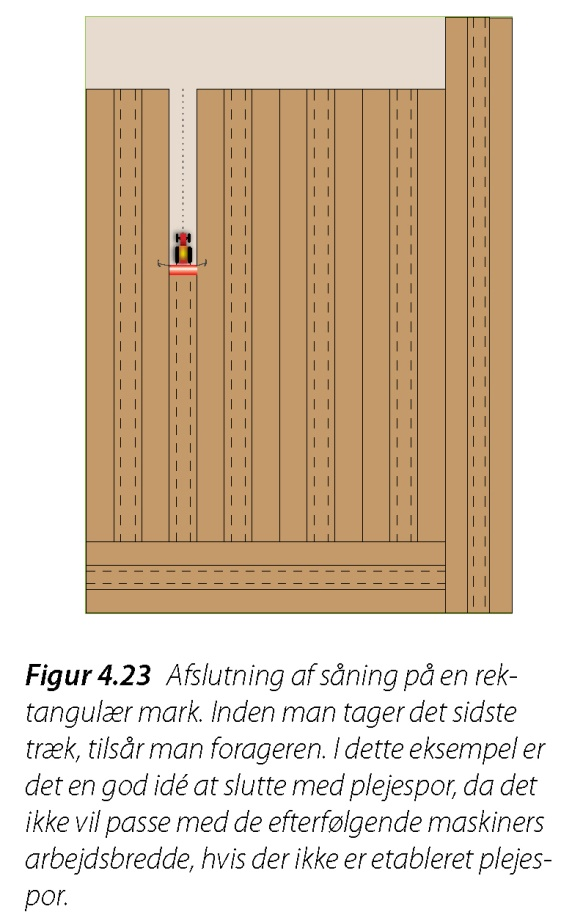 Figur 4.23 Afslutning af såning på en rek-
tangulær mark. Inden man tager det sidste
træk, tilsår man forageren. I dette eksempel er
det en god idé at slutte med plejespor, da det
ikke vil passe med de efterfølgende maskiners
arbejdsbredde, hvis der ikke er etableret plejes-
por.